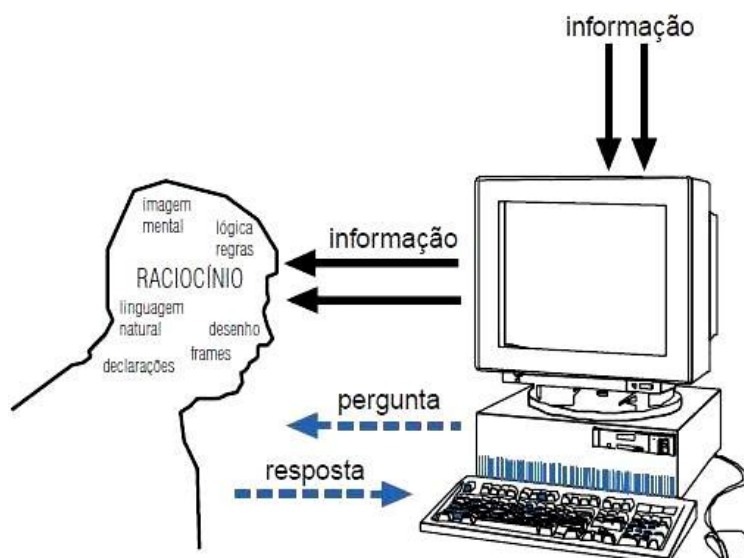 informação
informação
imagem
mental
lógica
regras
RACIOCÍNIO
linguagem
natural
desenho
frames
declarações
pergunta
resposta